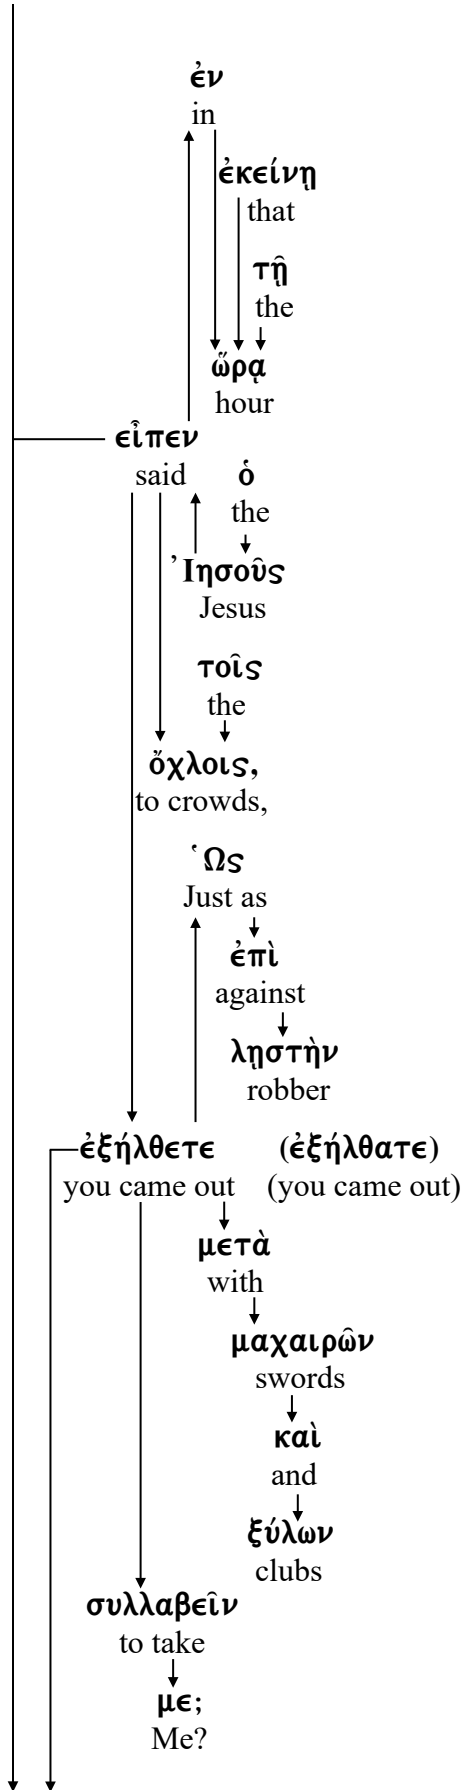 ἐν
in
ἐκείνῃ
that
τῇ
the
ὥρᾳ
hour
εἶπεν
said
ὁ
the
Ἰησοῦς
Jesus
τοῖς
the
ὄχλοις,
to crowds,
Ὡς
Just as
ἐπὶ
against
λῃστὴν
robber
ἐξήλθετε (ἐξήλθατε)
you came out (you came out)
μετὰ
with
μαχαιρῶν
swords
καὶ
and
ξύλων
clubs
συλλαβεῖν
to take
με;
Me?